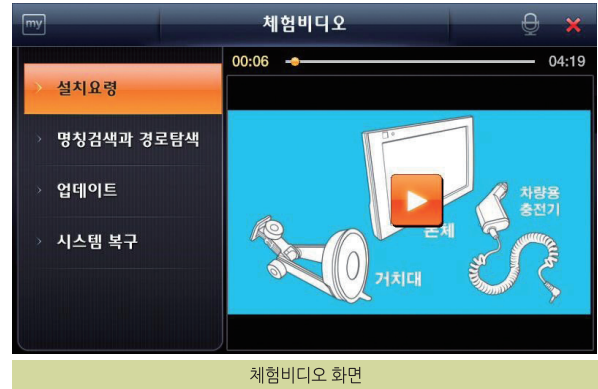 my
체험비디오
설치요령
명칭검색과 경로탐색
업데이트
시스템 복구
00:06
04:19
본체
거치대
차량용
충전기
체험비디오 화면